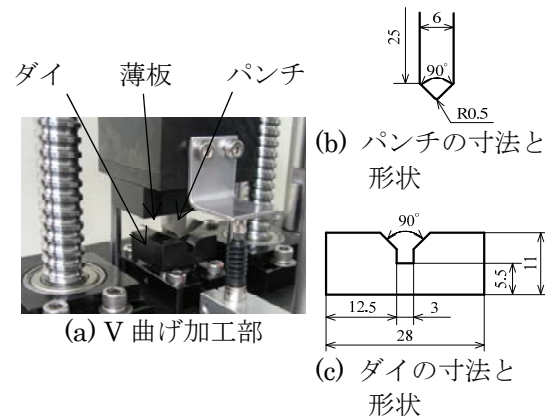 ダイ 薄板 パンチ
(a) V 曲げ加工部
25
6
90°
R0.5
(b) パンチの寸法と
形状
90°
11
5.5
12.5
3
28
(c) ダイの寸法と
形状